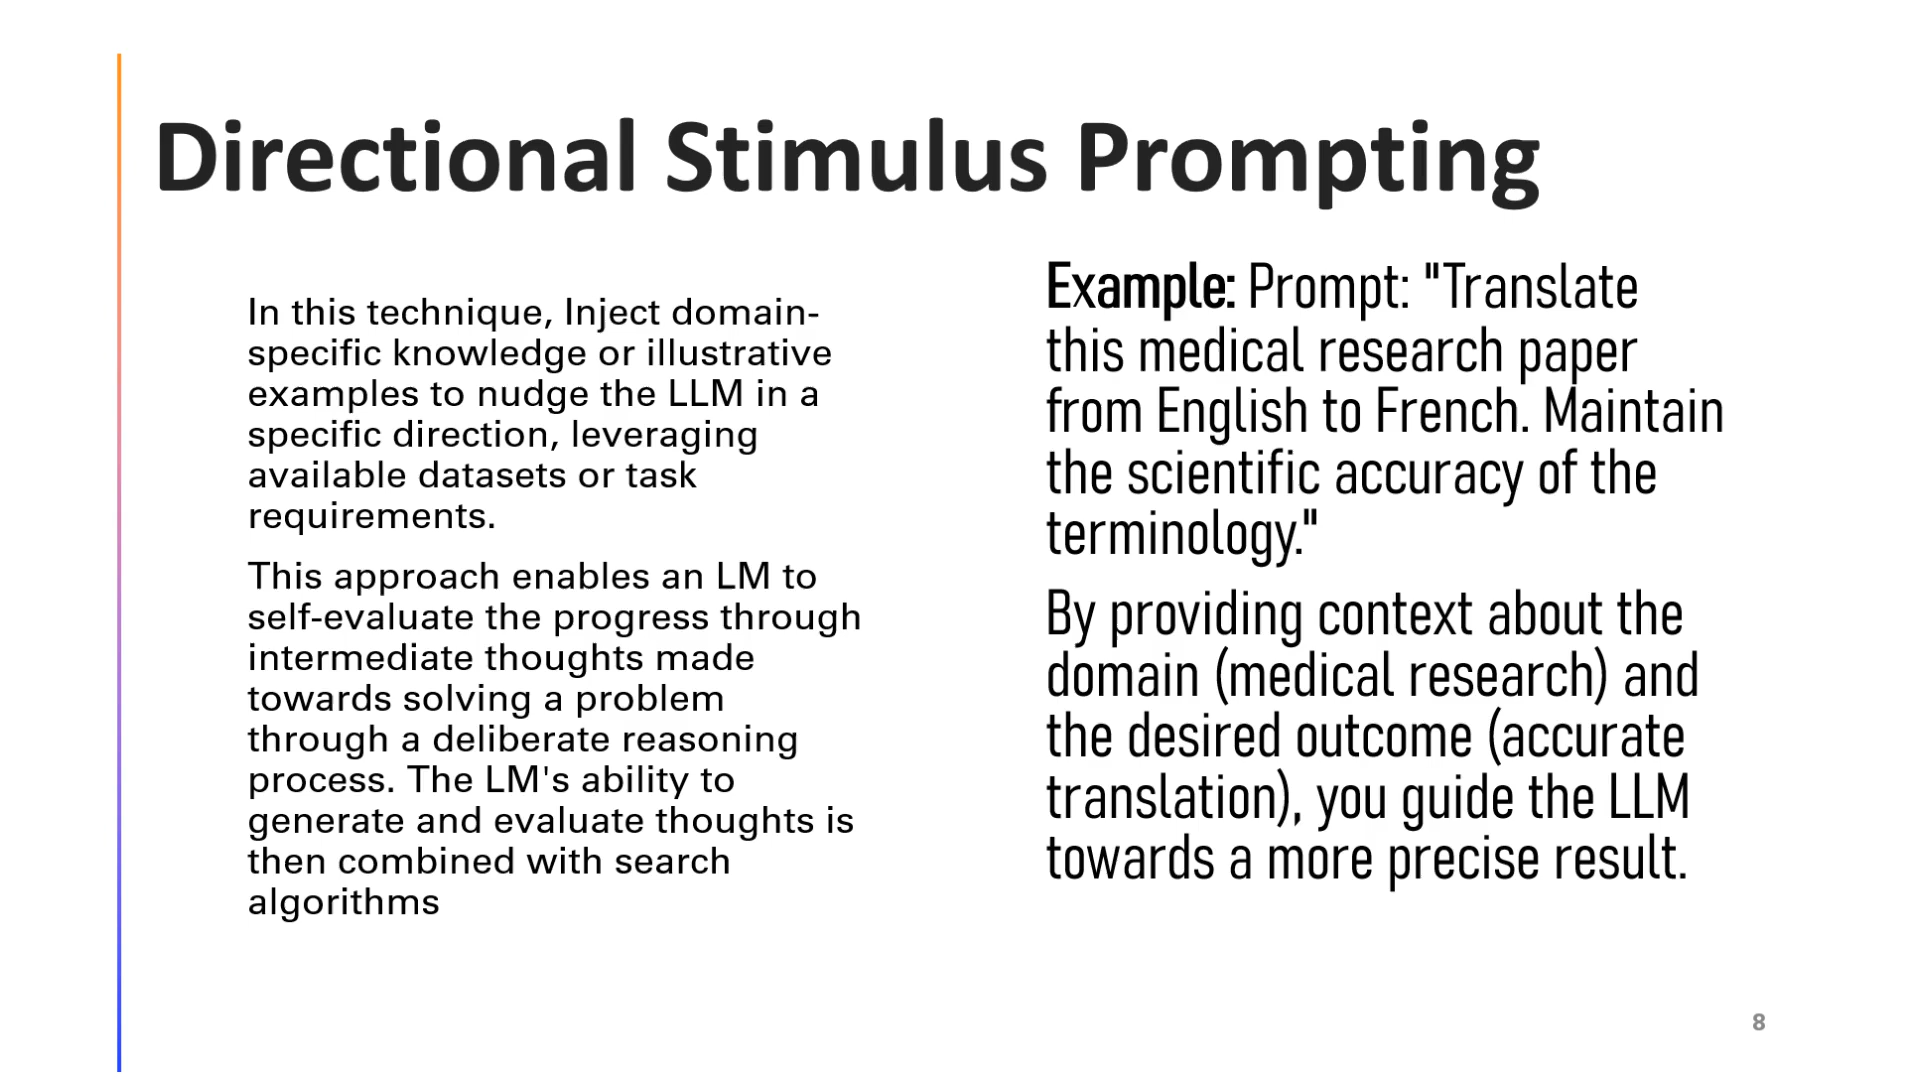 Directional Stimulus Prompting
In this technique, Inject domain-
specific knowledge or illustrative
examples to nudge the LLM in a
specific direction, leveraging
available datasets or task
requirements.
This approach enables an LM to
self-evaluate the progress through
intermediate thoughts made
towards solving a problem
through a deliberate reasoning
process. The LM's ability to
generate and evaluate thoughts is
then combined with search
algorithms
Example: Prompt: "Translate
this medical research paper
from English to French. Maintain
the scientific accuracy of the
terminology."
By providing context about the
domain (medical research) and
the desired outcome (accurate
translation), you guide the LLM
towards a more precise result.
8